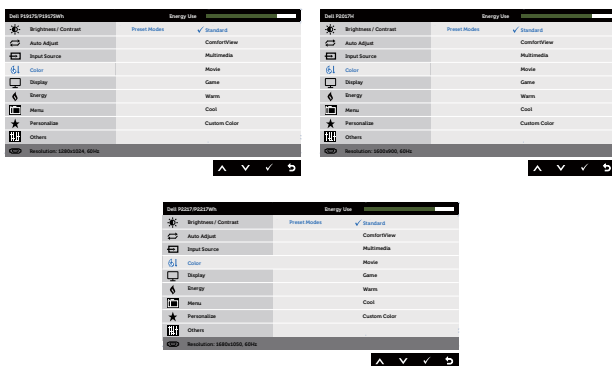 Dell P1917S/P1917SWh Energy Use
Brightness / Contrast Preset Modes ✓ Standard
Auto Adjust ComfortView
Input Source Multimedia
Color Movie
Display Game
Energy Warm
Menu Cool
Personalize Custom Color
Others
Resolution: 1280x1024, 60Hz
Dell P2017H Energy Use
Brightness / Contrast Preset Modes ✓ Standard
Auto Adjust ComfortView
Input Source Multimedia
Color Movie
Display Game
Energy Warm
Menu Cool
Personalize Custom Color
Others
Resolution: 1600x900, 60Hz
Dell P2217/P2217Wh Energy Use
Brightness / Contrast Preset Modes ✓ Standard
Auto Adjust ComfortView
Input Source Multimedia
Color Movie
Display Game
Energy Warm
Menu Cool
Personalize Custom Color
Others
Resolution: 1680x1050, 60Hz